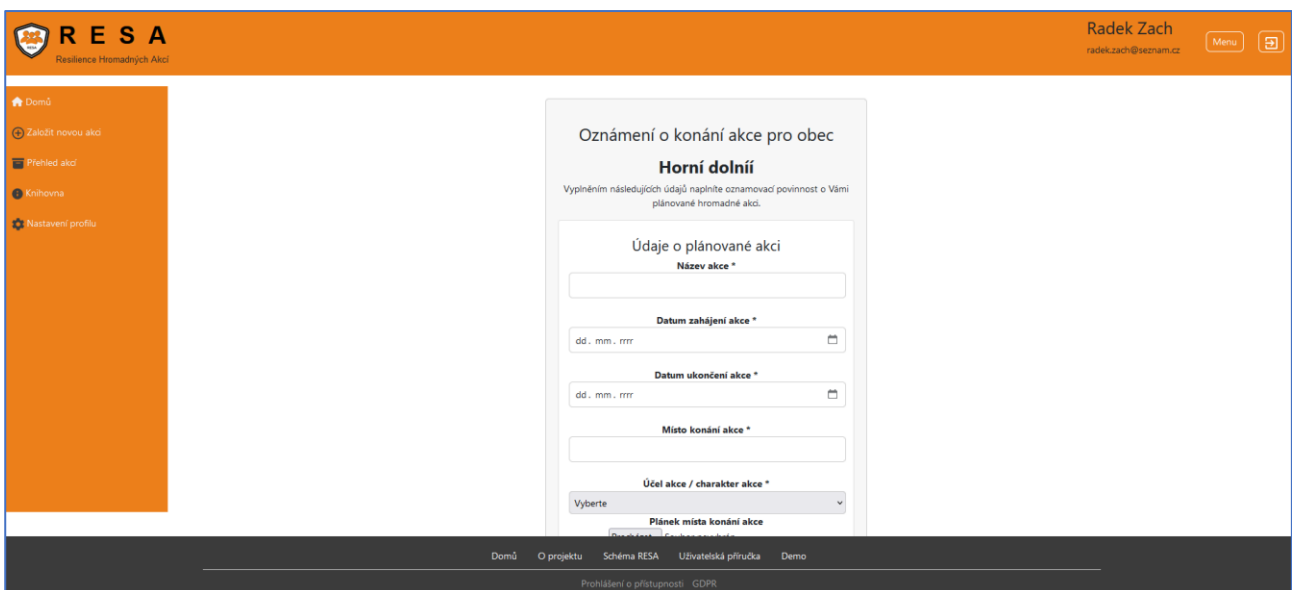 RESA
R E S A
Resilience Hromadných Akcí
Radek Zach
radek.zach@seznam.cz
Menu
Domů
Založit novou akci
Přehled akcí
Knihovna
Nastavení profilu
Oznámení o konání akce pro obec
Horní dolníí
Vyplněním následujících údajů naplníte oznamovací povinnost o Vámi
plánované hromadné akci.
Údaje o plánované akci
Název akce *
Datum zahájení akce *
dd. mm. rrrr
Datum ukončení akce *
dd. mm. rrrr
Místo konání akce *
Účel akce / charakter akce *
Vyberte
Plánek místa konání akce
Domů O projektu Schéma RESA Uživatelská příručka Demo
Prohlášení o přístupnosti GDPR